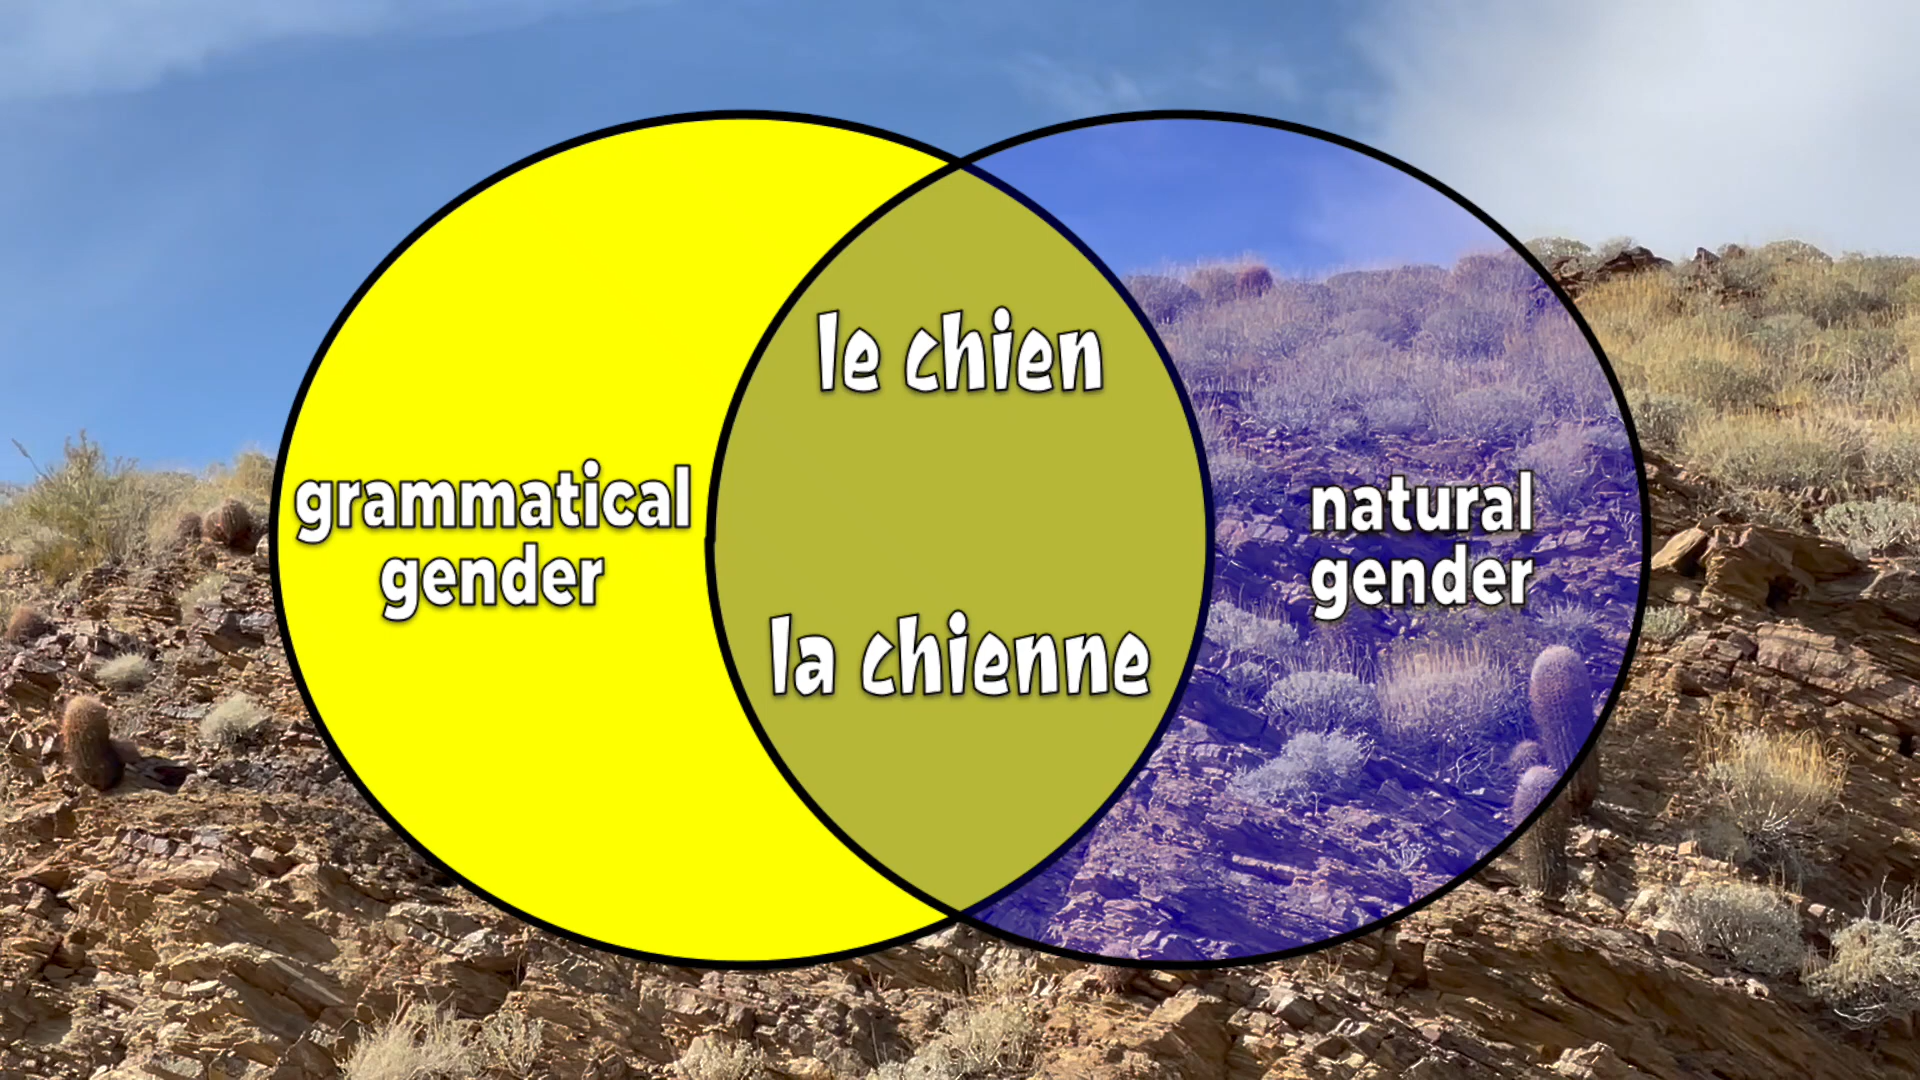 le chien
grammatical
gender
natural
gender
la chienne